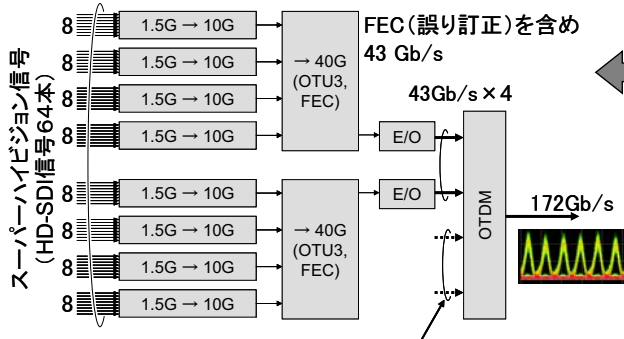 スーパーハイビジョン信号
(HD-SDI信号64本)
8
1.5G → 10G
8
1.5G → 10G
8
1.5G → 10G
8
1.5G → 10G
→ 40G
(OTU3,
FEC)
FEC(誤り訂正)を含め
43 Gb/s
43Gb/s×4
E/O
8
1.5G → 10G
8
1.5G → 10G
8
1.5G → 10G
8
1.5G → 10G
→ 40G
(OTU3,
FEC)
E/O
OTDM
172Gb/s